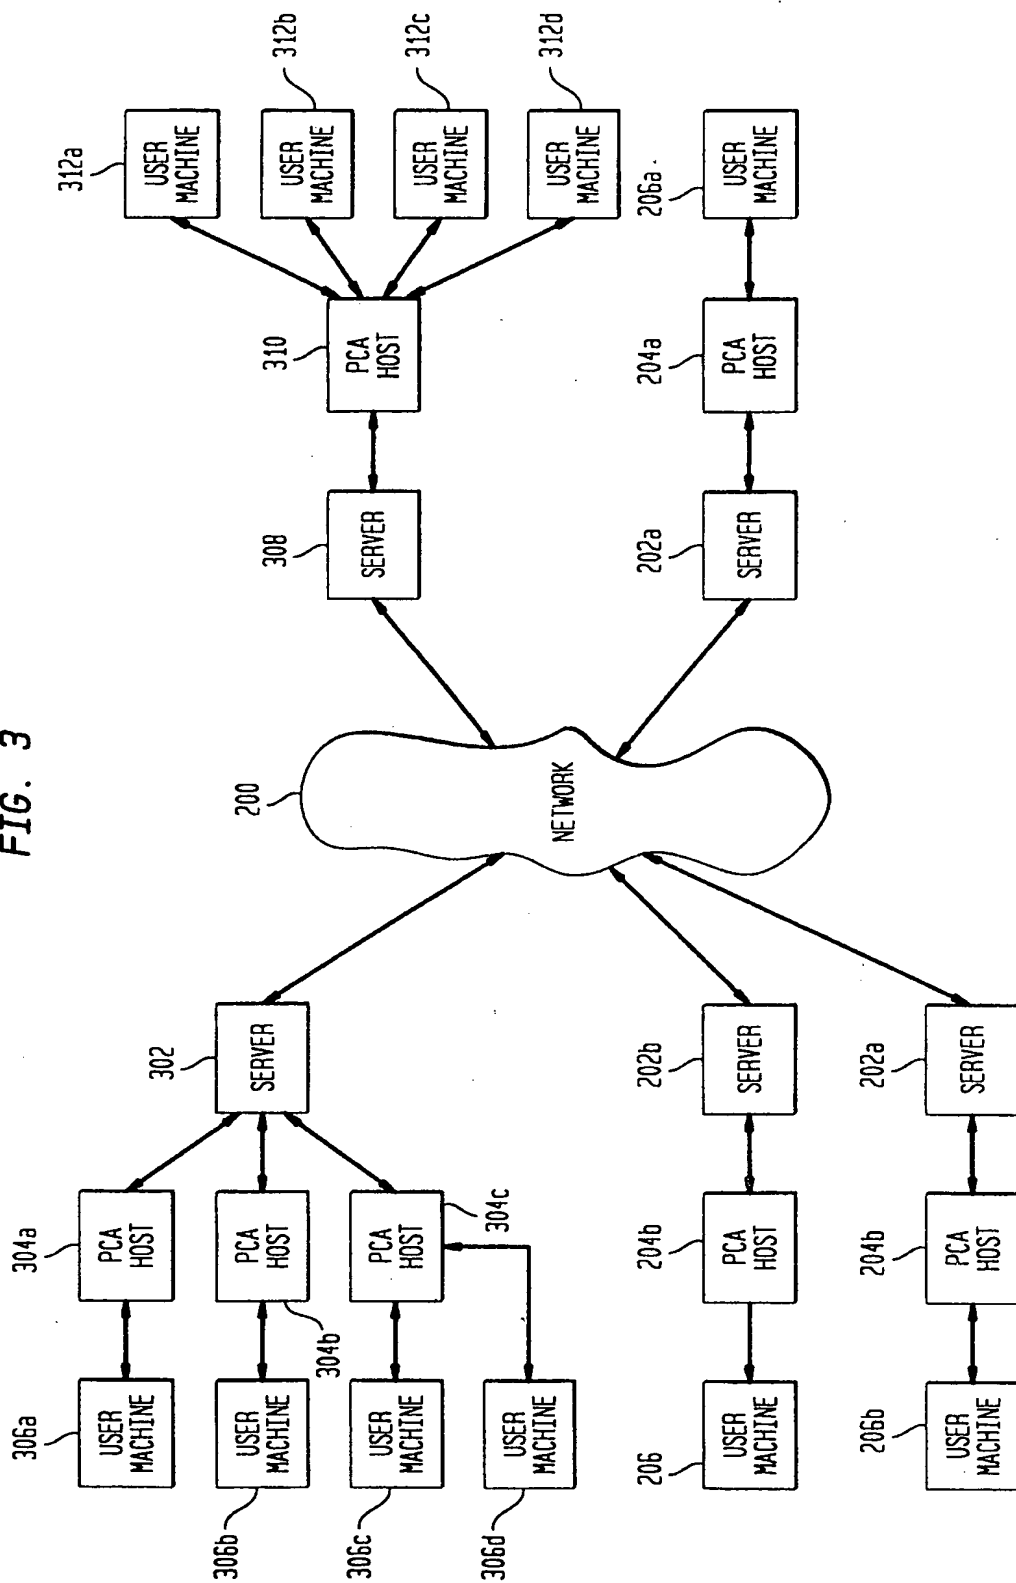 FIG. 3
306a
USER
MACHINE
304a
PCA
HOST
306b
USER
MACHINE
304b
PCA
HOST
302
SERVER
306c
USER
MACHINE
304c
PCA
HOST
306d
USER
MACHINE
206
USER
MACHINE
204b
PCA
HOST
202b
SERVER
206b
USER
MACHINE
204b
PCA
HOST
202a
SERVER
200
NETWORK
308
SERVER
310
PCA
HOST
312a
USER
MACHINE
312b
USER
MACHINE
312c
USER
MACHINE
312d
USER
MACHINE
202a
SERVER
204a
PCA
HOST
206a
USER
MACHINE